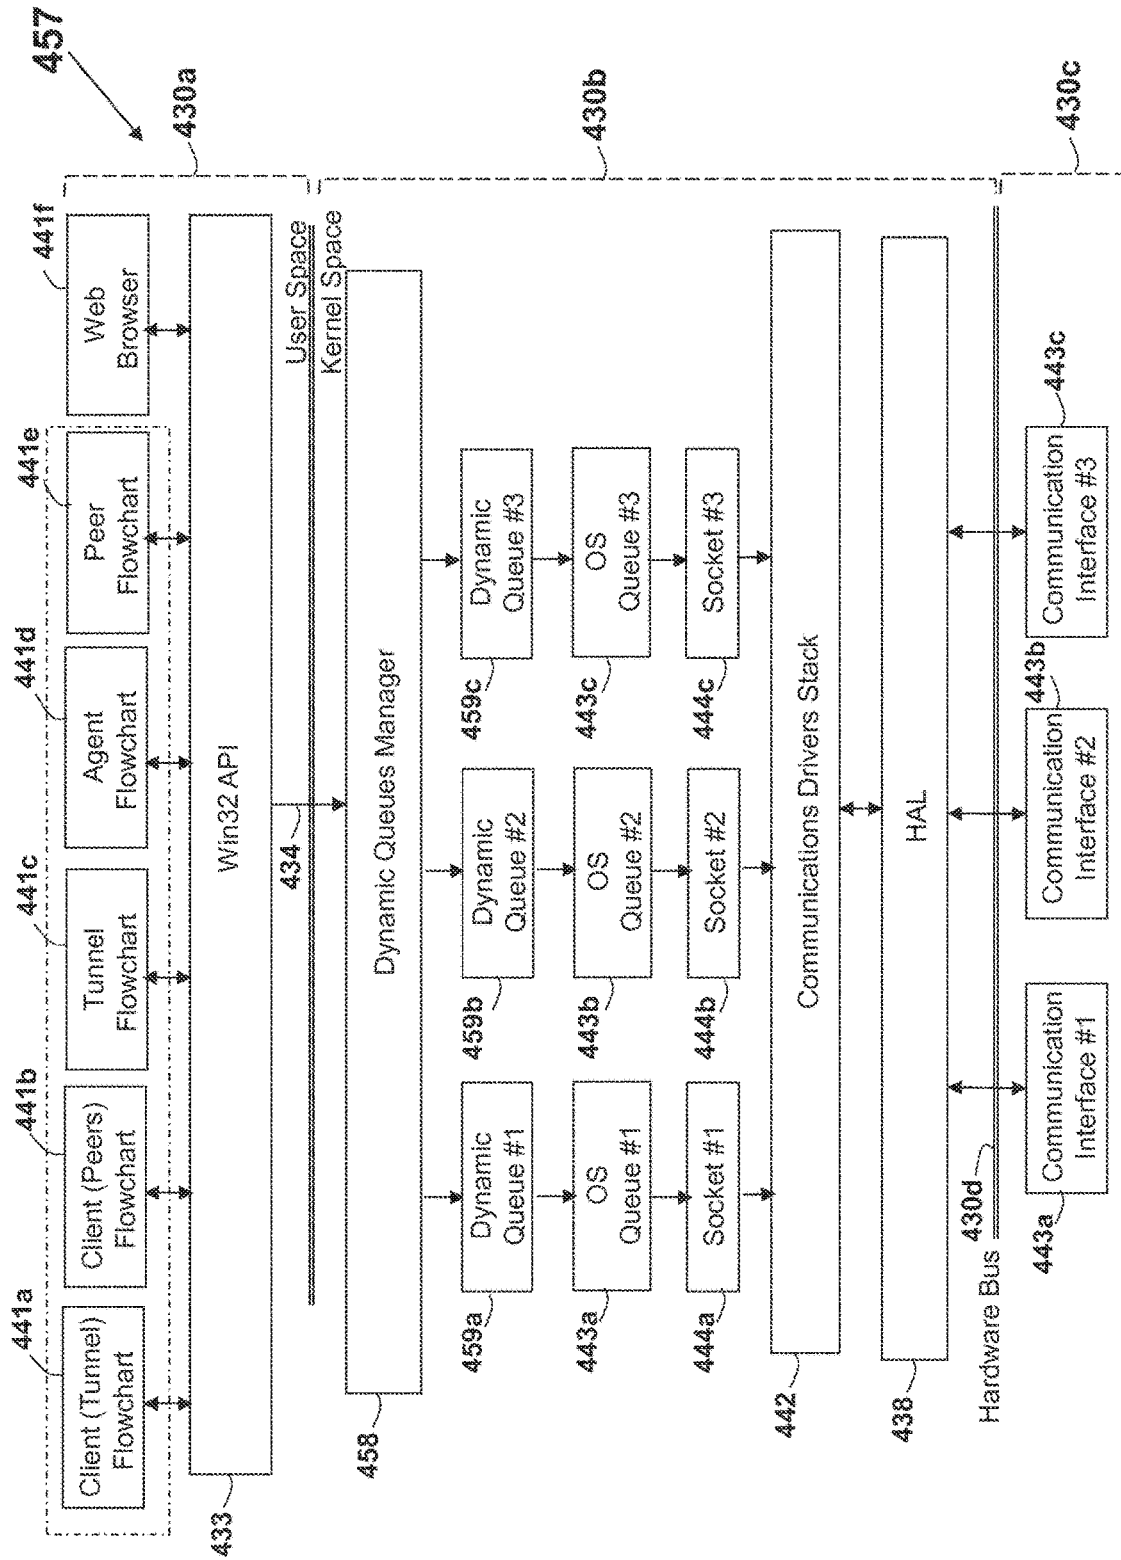 457
430a
441a
441b
441c
441d
441e
441f
Client (Tunnel)
Flowchart
Client (Peers)
Flowchart
Tunnel
Flowchart
Agent
Flowchart
Peer
Flowchart
Web
Browser
433
Win32 API
434
User Space
Kernel Space
430b
458
Dynamic Queues Manager
459a
Dynamic
Queue #1
459b
Dynamic
Queue #2
459c
Dynamic
Queue #3
443a
OS
Queue #1
443b
OS
Queue #2
443c
OS
Queue #3
444a
Socket #1
444b
Socket #2
444c
Socket #3
442
Communications Drivers Stack
438
HAL
Hardware Bus
430d
430c
443a
Communication
Interface #1
443b
Communication
Interface #2
443c
Communication
Interface #3